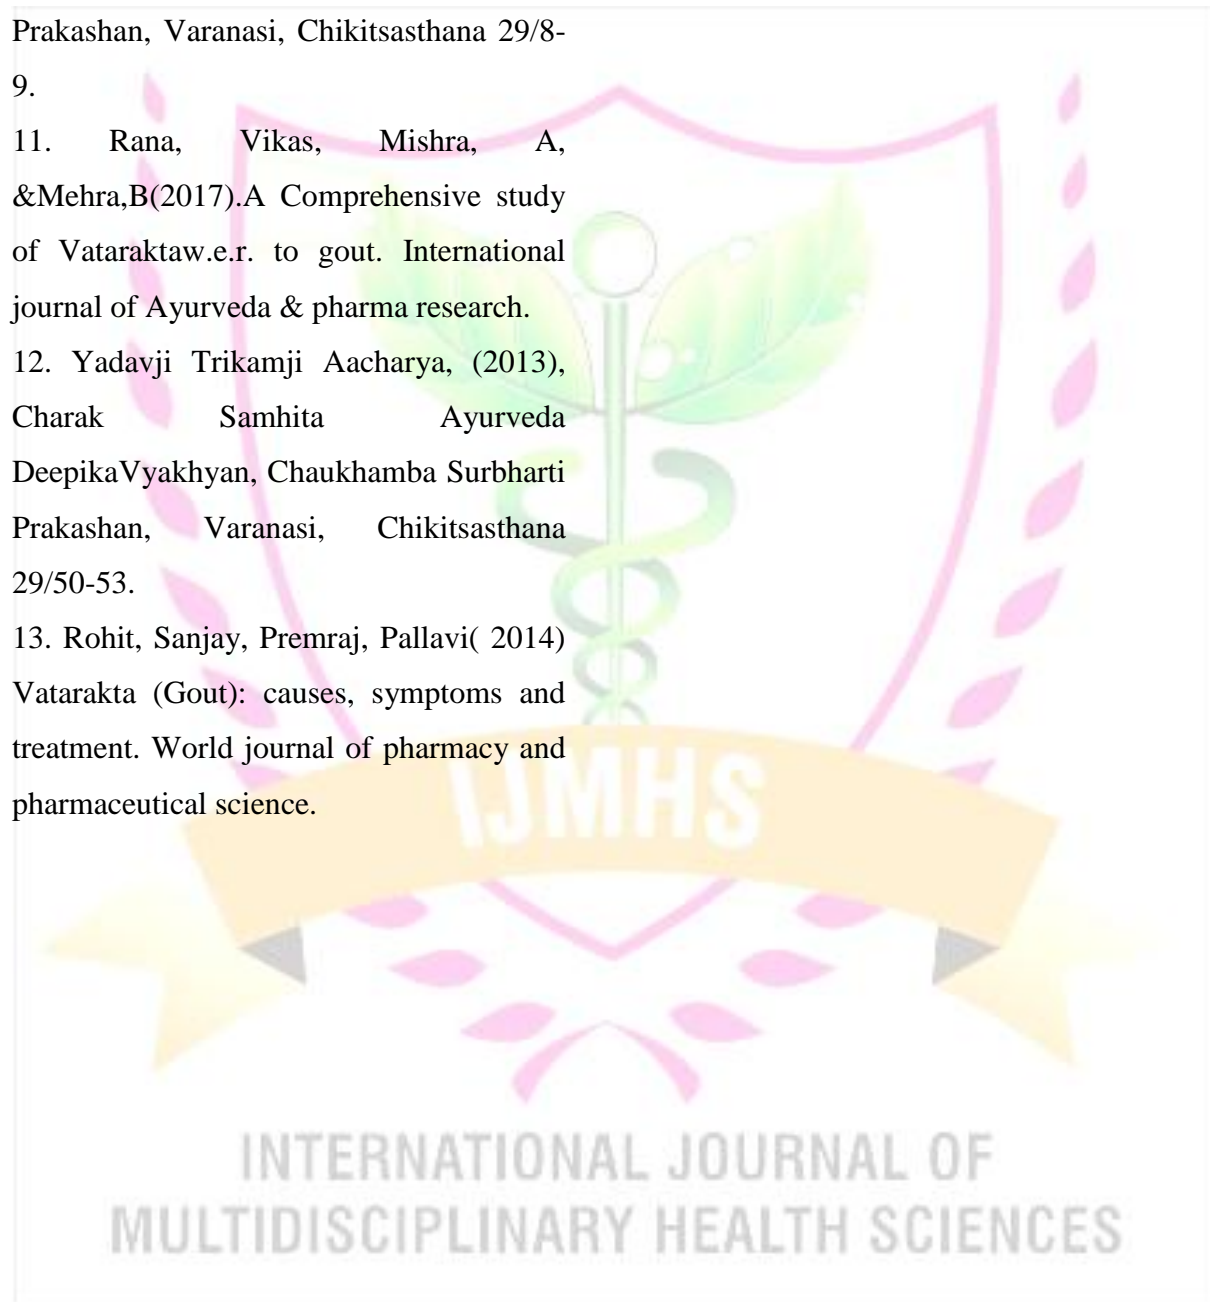 Prakashan, Varanasi, Chikitsasthana 29/8-
9.
11. Rana, Vikas, Mishra, A,
&Mehra,B(2017).A Comprehensive study
of Vataraktaw.e.r. to gout. International
journal of Ayurveda & pharma research.
12. Yadavji Trikamji Aacharya, (2013),
Charak Samhita Ayurveda
DeepikaVyakhyan, Chaukhamba Surbharti
Prakashan, Varanasi, Chikitsasthana
29/50-53.
13. Rohit, Sanjay, Premraj, Pallavi( 2014)
Vatarakta (Gout): causes, symptoms and
treatment. World journal of pharmacy and
pharmaceutical science.
IJMHS
INTERNATIONAL JOURNAL OF
MULTIDISCIPLINARY HEALTH SCIENCES